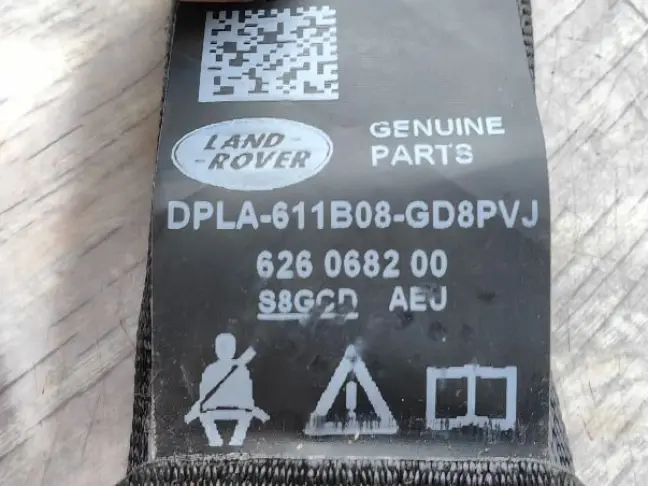 LAND-
-ROVER
GENUINE
PARTS
DPLA-611B08-GD8PVJ
626 0682 00
S8GCD AEJ